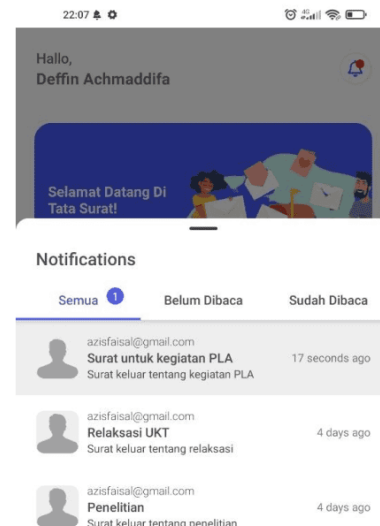 22:07
4G
Hallo,
Deffin Achmaddifa
Selamat Datang Di
Tata Surat!
Notifications
Semua 1 Belum Dibaca Sudah Dibaca
azisfaisal@gmail.com
Surat untuk kegiatan PLA 17 seconds ago
Surat keluar tentang kegiatan PLA
azisfaisal@gmail.com
Relaksasi UKT 4 days ago
Surat keluar tentang relaksasi
azisfaisal@gmail.com
Penelitian 4 days ago
Surat keluar tentang penelitian